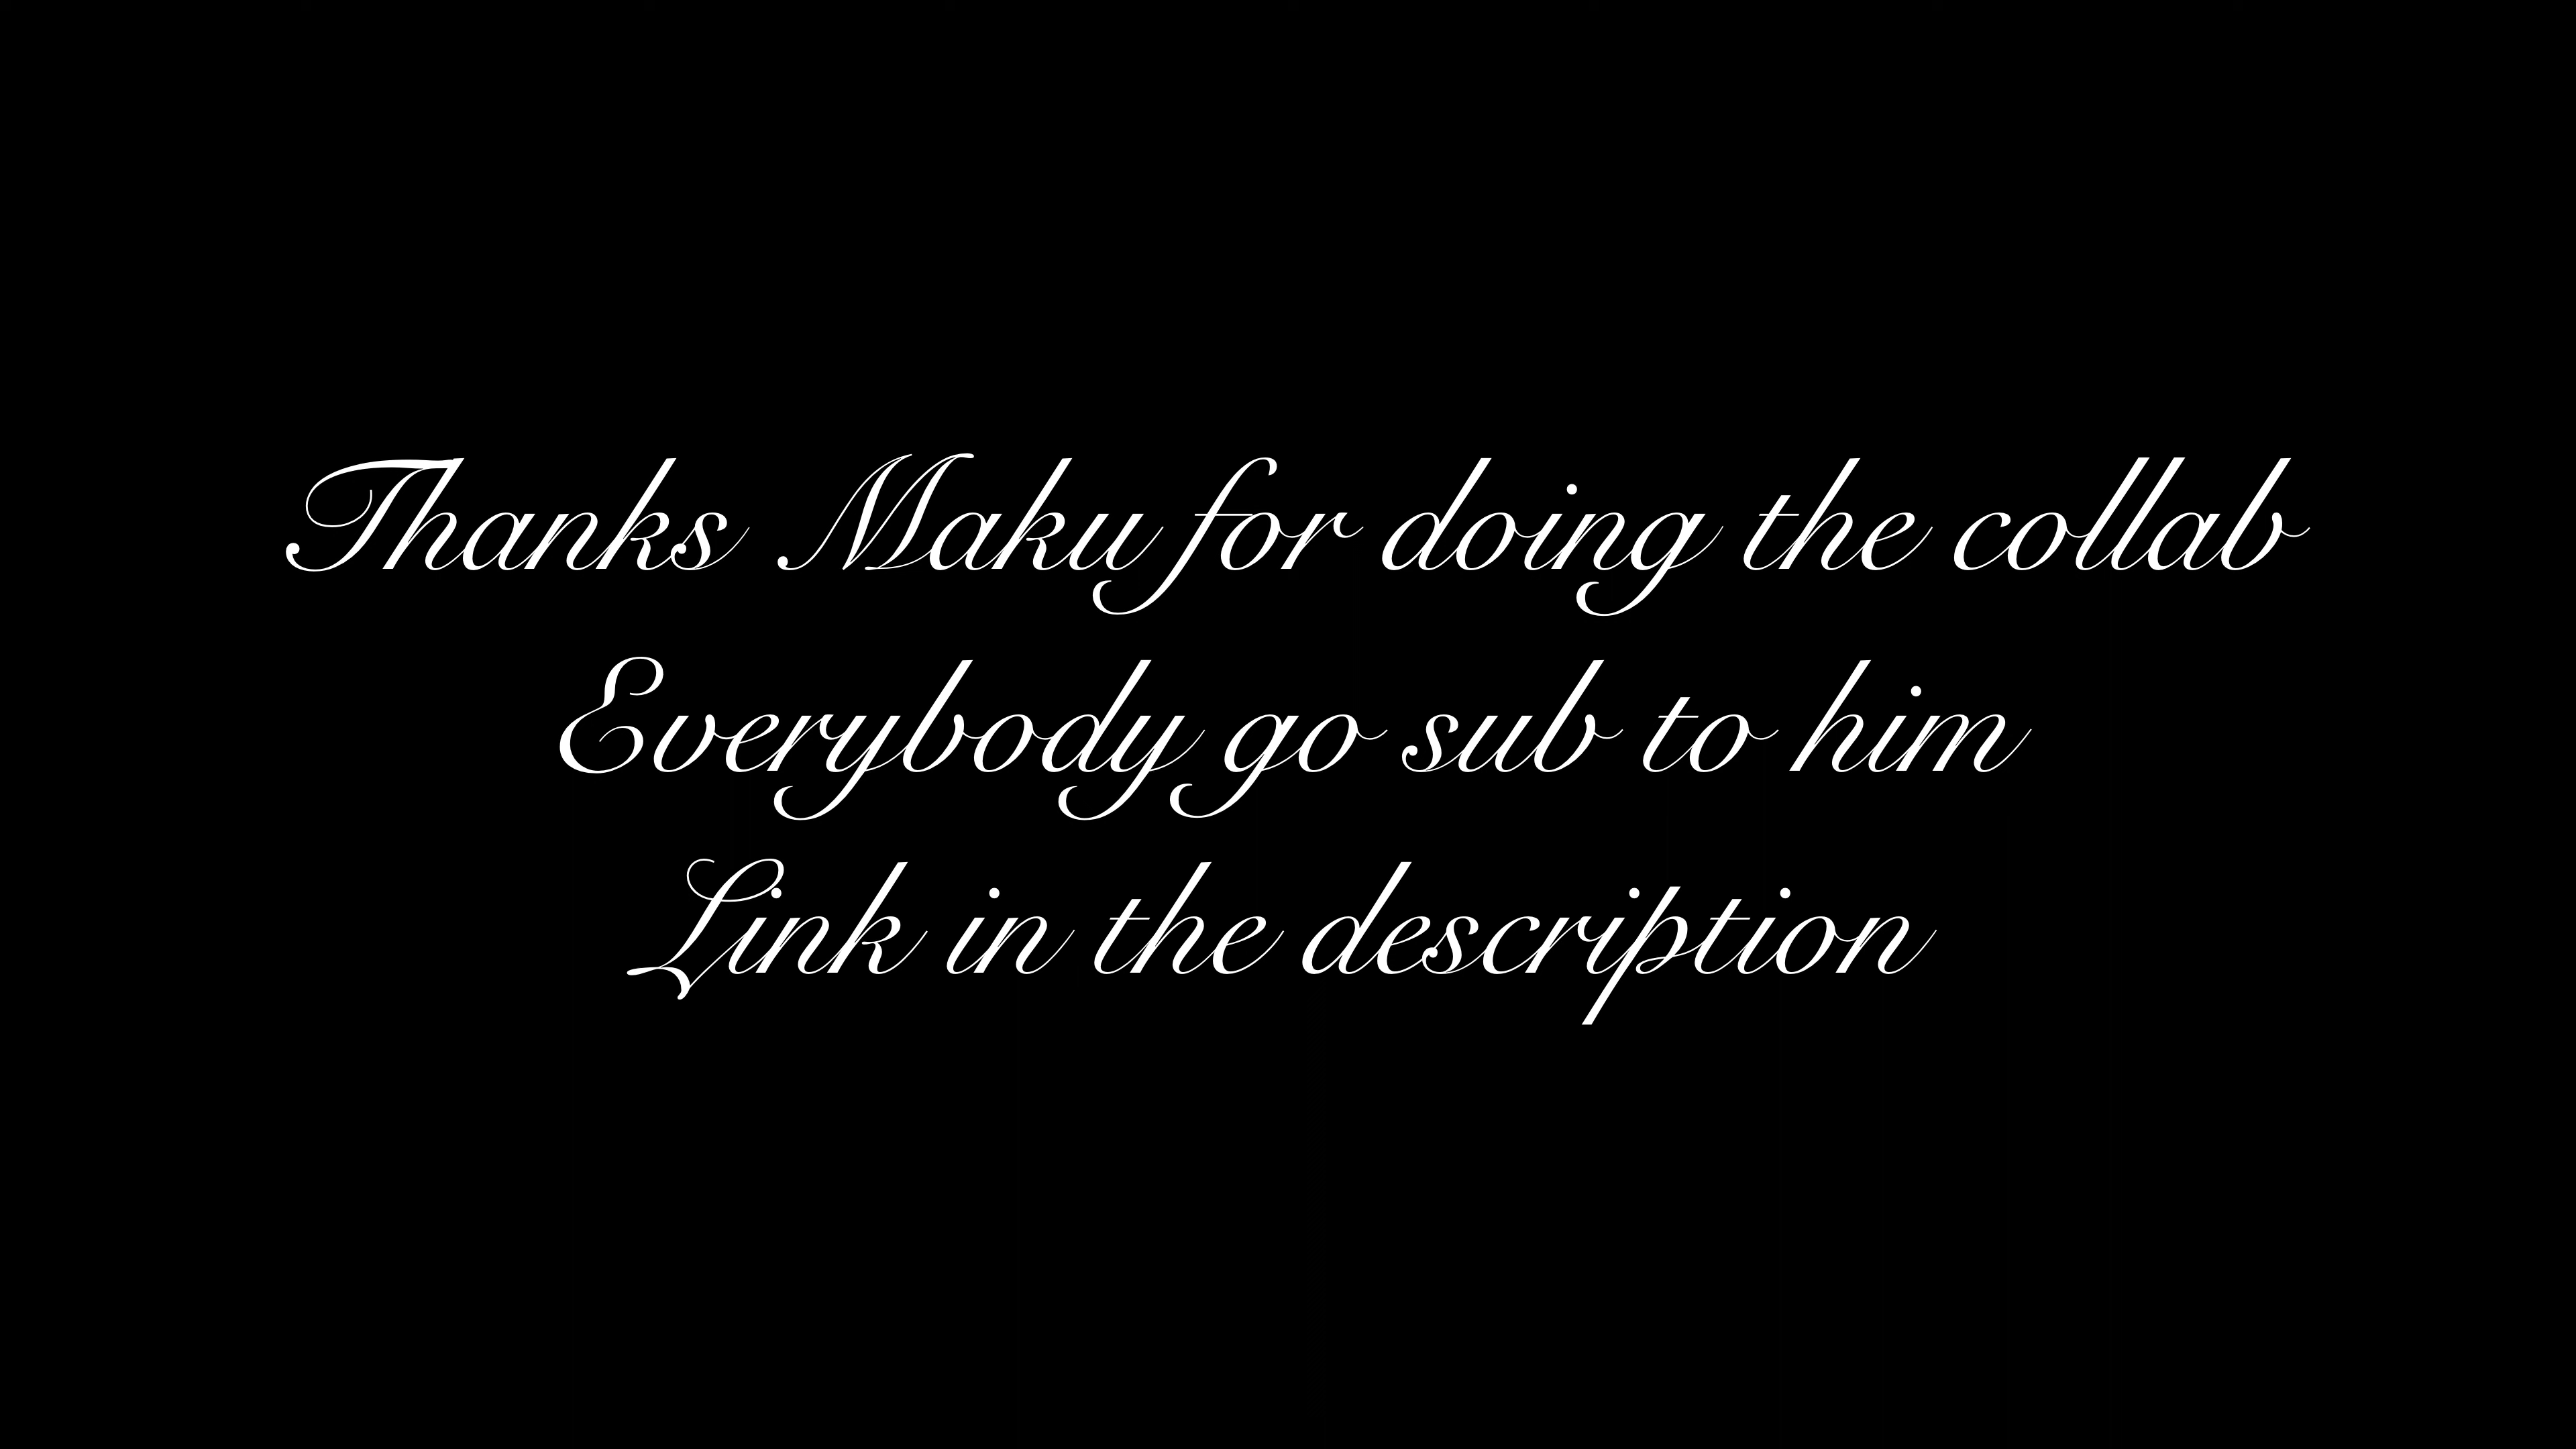 Thanks Maku for doing the collab
Everybody go sub to him
Link in the description